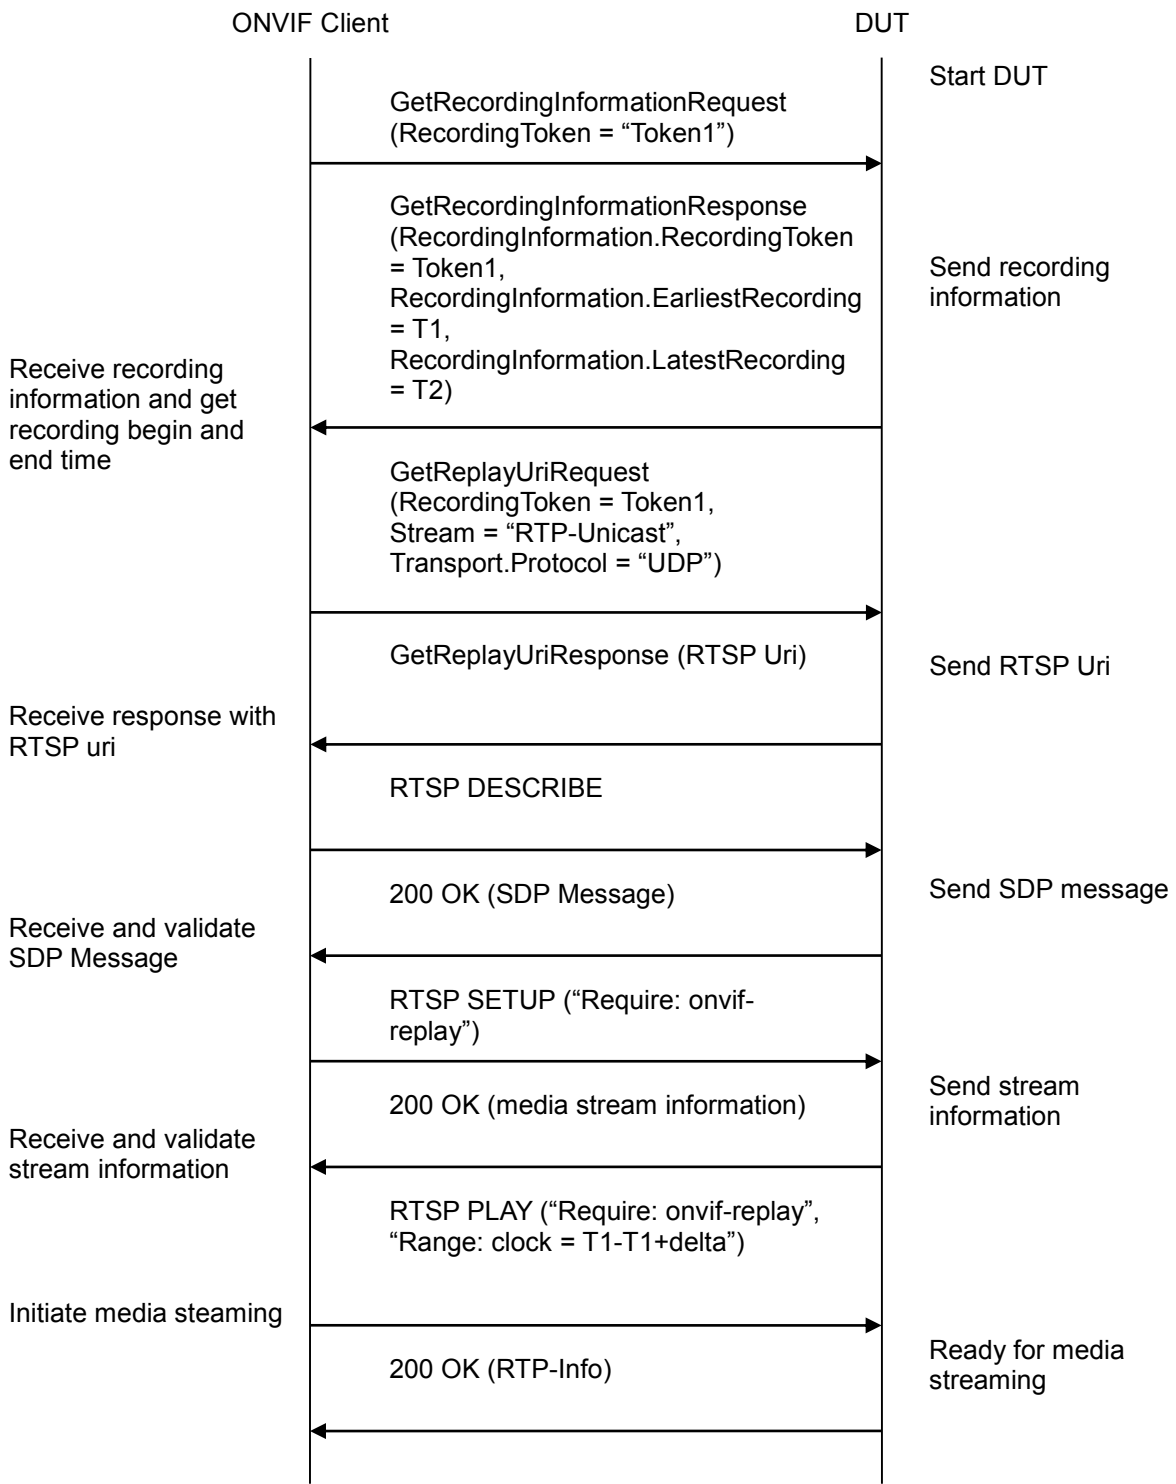 ONVIF Client
DUT
Start DUT
GetRecordingInformationRequest
(RecordingToken = “Token1”)
GetRecordingInformationResponse
(RecordingInformation.RecordingToken
= Token1,
RecordingInformation.EarliestRecording
= T1,
RecordingInformation.LatestRecording
= T2)
Send recording
information
Receive recording
information and get
recording begin and
end time
GetReplayUriRequest
(RecordingToken = Token1,
Stream = “RTP-Unicast”,
Transport.Protocol = “UDP”)
GetReplayUriResponse (RTSP Uri)
Send RTSP Uri
Receive response with
RTSP uri
RTSP DESCRIBE
200 OK (SDP Message)
Send SDP message
Receive and validate
SDP Message
RTSP SETUP (“Require: onvif-
replay”)
200 OK (media stream information)
Send stream
information
Receive and validate
stream information
RTSP PLAY (“Require: onvif-replay”,
“Range: clock = T1-T1+delta”)
Initiate media steaming
200 OK (RTP-Info)
Ready for media
streaming